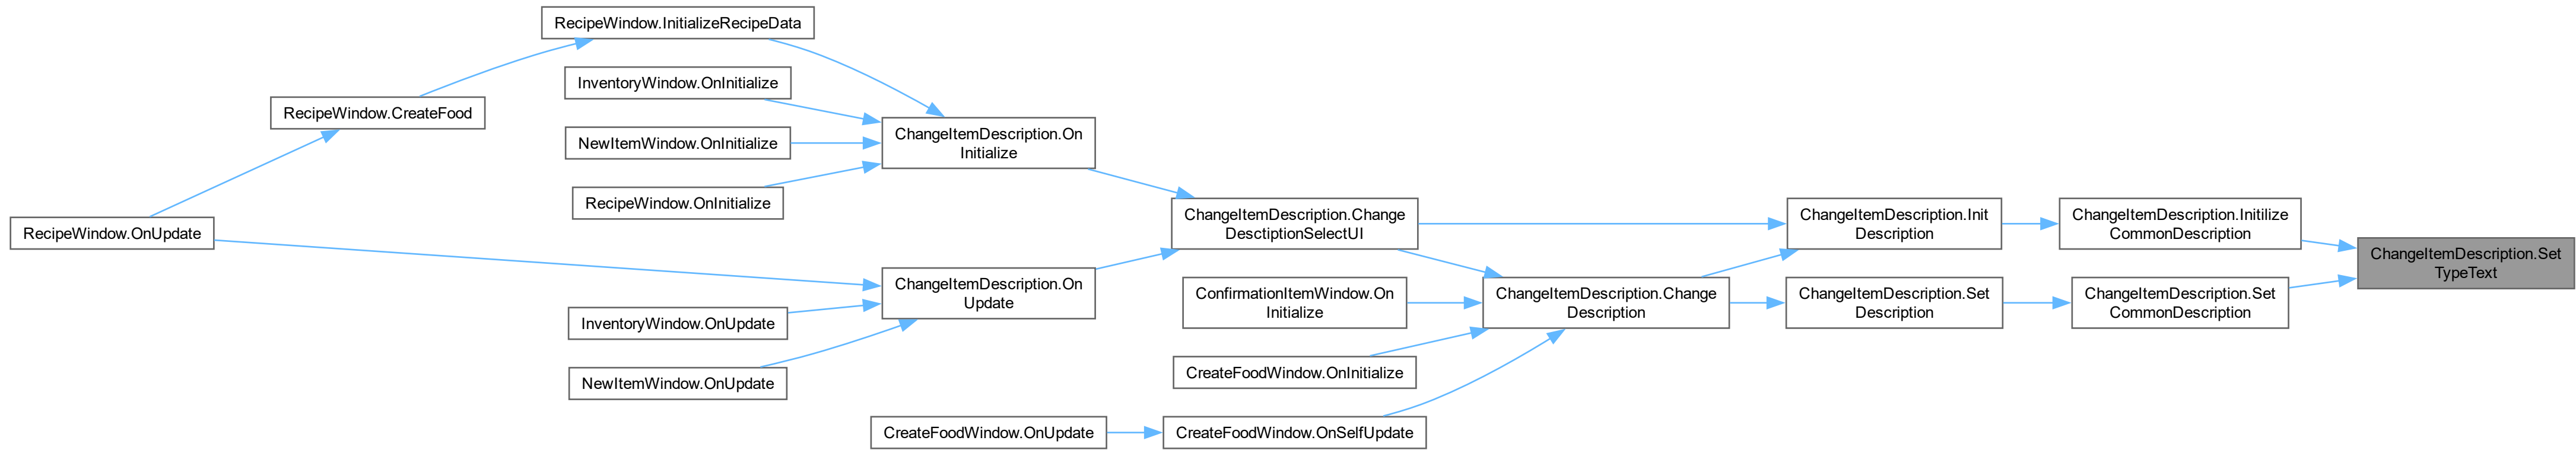 RecipeWindow.InitializeRecipeData
InventoryWindow.OnInitialize
RecipeWindow.CreateFood
ChangeItemDescription.On
Initialize
NewItemWindow.OnInitialize
RecipeWindow.OnInitialize
RecipeWindow.OnUpdate
ChangeItemDescription.Change
DesctiptionSelectUI
ChangeItemDescription.Init
Description
ChangeItemDescription.Initilize
CommonDescription
ChangeItemDescription.Set
TypeText
ChangeItemDescription.On
Update
ConfirmationItemWindow.On
Initialize
ChangeItemDescription.Change
Description
ChangeItemDescription.Set
Description
ChangeItemDescription.Set
CommonDescription
InventoryWindow.OnUpdate
NewItemWindow.OnUpdate
CreateFoodWindow.OnInitialize
CreateFoodWindow.OnUpdate
CreateFoodWindow.OnSelfUpdate